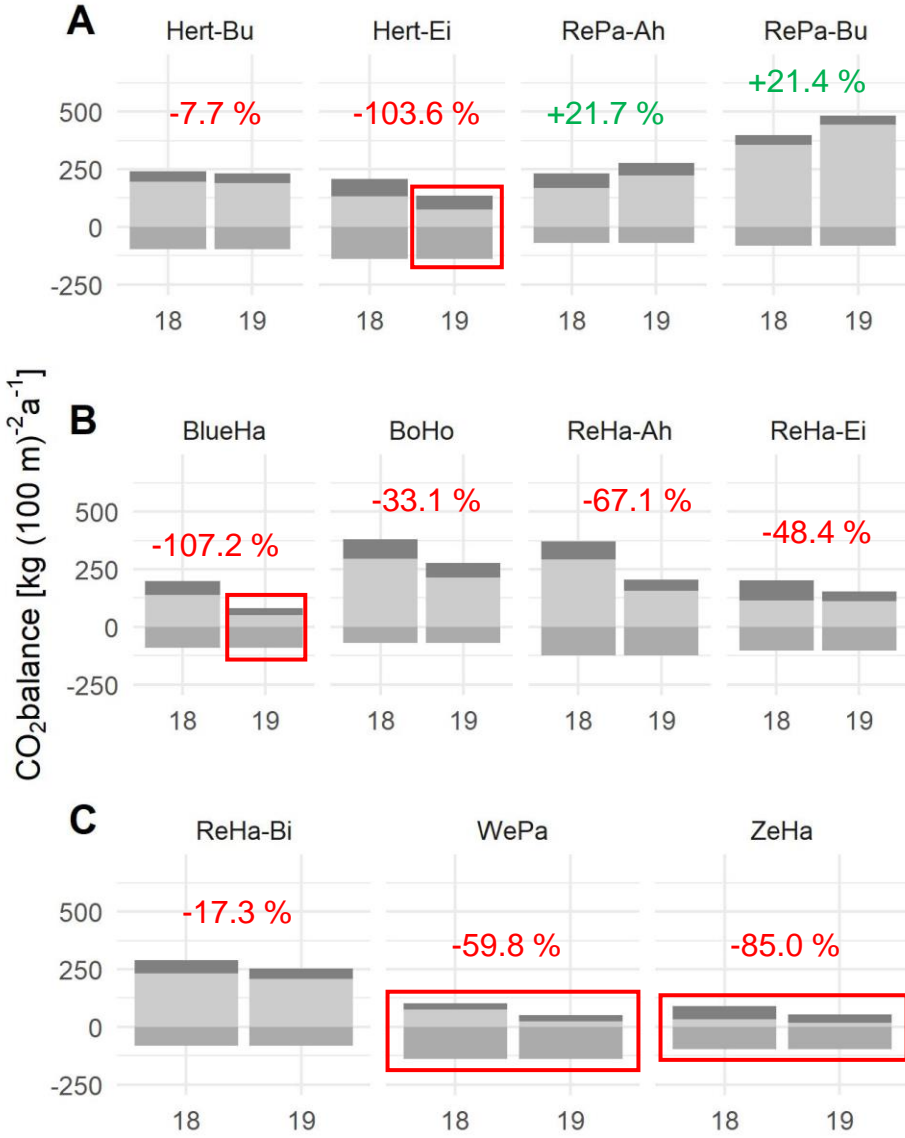 A
Hert-Bu Hert-Ei RePa-Ah RePa-Bu
500
250
0
-250
-7.7 % -103.6 % +21.7 % +21.4 %
18 19 18 19 18 19 18 19
CO₂balance [kg (100 m)⁻²a⁻¹]
B
BlueHa BoHo ReHa-Ah ReHa-Ei
500
250
0
-250
-107.2 % -33.1 % -67.1 % -48.4 %
18 19 18 19 18 19 18 19
C
ReHa-Bi WePa ZeHa
500
250
0
-250
-17.3 % -59.8 % -85.0 %
18 19 18 19 18 19